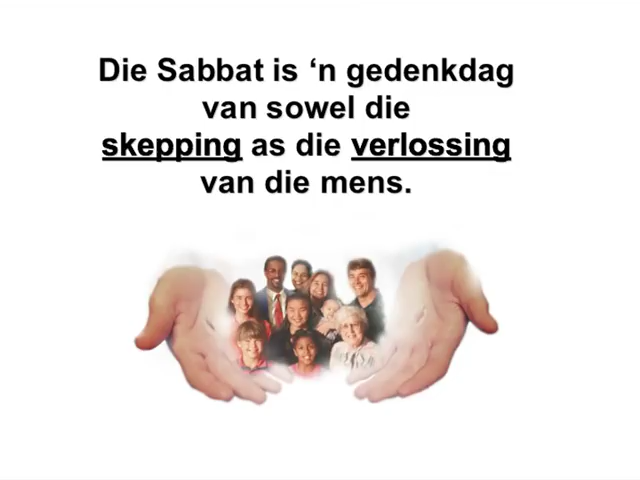 Die Sabbat is ‘n gedenkdag
van sowel die
skepping as die verlossing
van die mens.